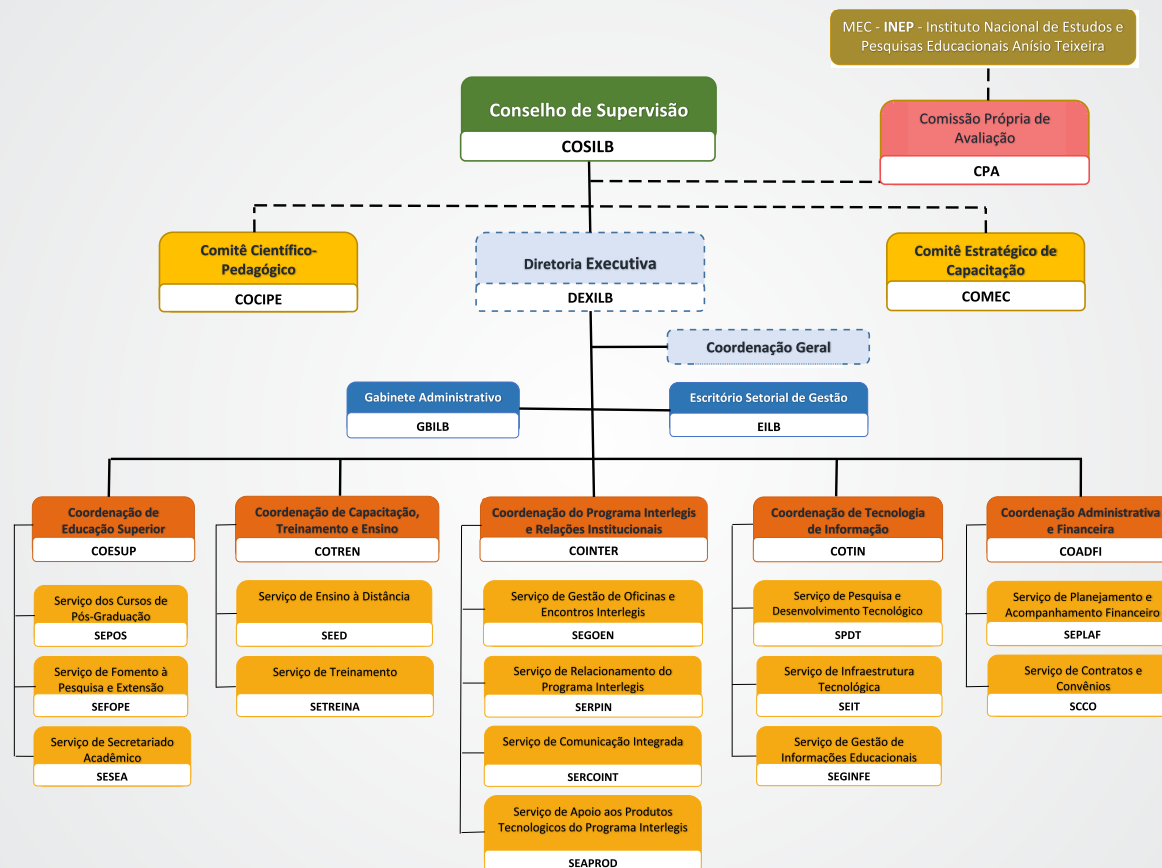 MEC - INEP - Instituto Nacional de Estudos e
Pesquisas Educacionais Anísio Teixeira
Conselho de Supervisão
COSILB
Comissão Própria de
Avaliação
CPA
Comitê Científico-
Pedagógico
COCIPE
Diretoria Executiva
DEXILB
Comitê Estratégico de
Capacitação
COMEC
Coordenação Geral
Gabinete Administrativo
GBILB
Escritório Setorial de Gestão
EILB
Coordenação de
Educação Superior
COESUP
Serviço dos Cursos de
Pós-Graduação
SEPOS
Serviço de Fomento à
Pesquisa e Extensão
SEFOPE
Serviço de Secretariado
Acadêmico
SESEA
Coordenação de Capacitação,
Treinamento e Ensino
COTREN
Serviço de Ensino à Distância
SEED
Serviço de Treinamento
SETREINA
Coordenação do Programa Interlegis
e Relações Institucionais
COINTER
Serviço de Gestão de Oficinas e
Encontros Interlegis
SEGOEN
Serviço de Relacionamento do
Programa Interlegis
SERPIN
Serviço de Comunicação Integrada
SERCOINT
Serviço de Apoio aos Produtos
Tecnologicos do Programa Interlegis
SEAPROD
Coordenação de Tecnologia
de Informação
COTIN
Serviço de Pesquisa e
Desenvolvimento Tecnológico
SPDT
Serviço de Infraestrutura
Tecnológica
SEIT
Serviço de Gestão de
Informações Educacionais
SEGINFE
Coordenação Administrativa
e Financeira
COADFI
Serviço de Planejamento e
Acompanhamento Financeiro
SEPLAF
Serviço de Contratos e
Convênios
SCCO